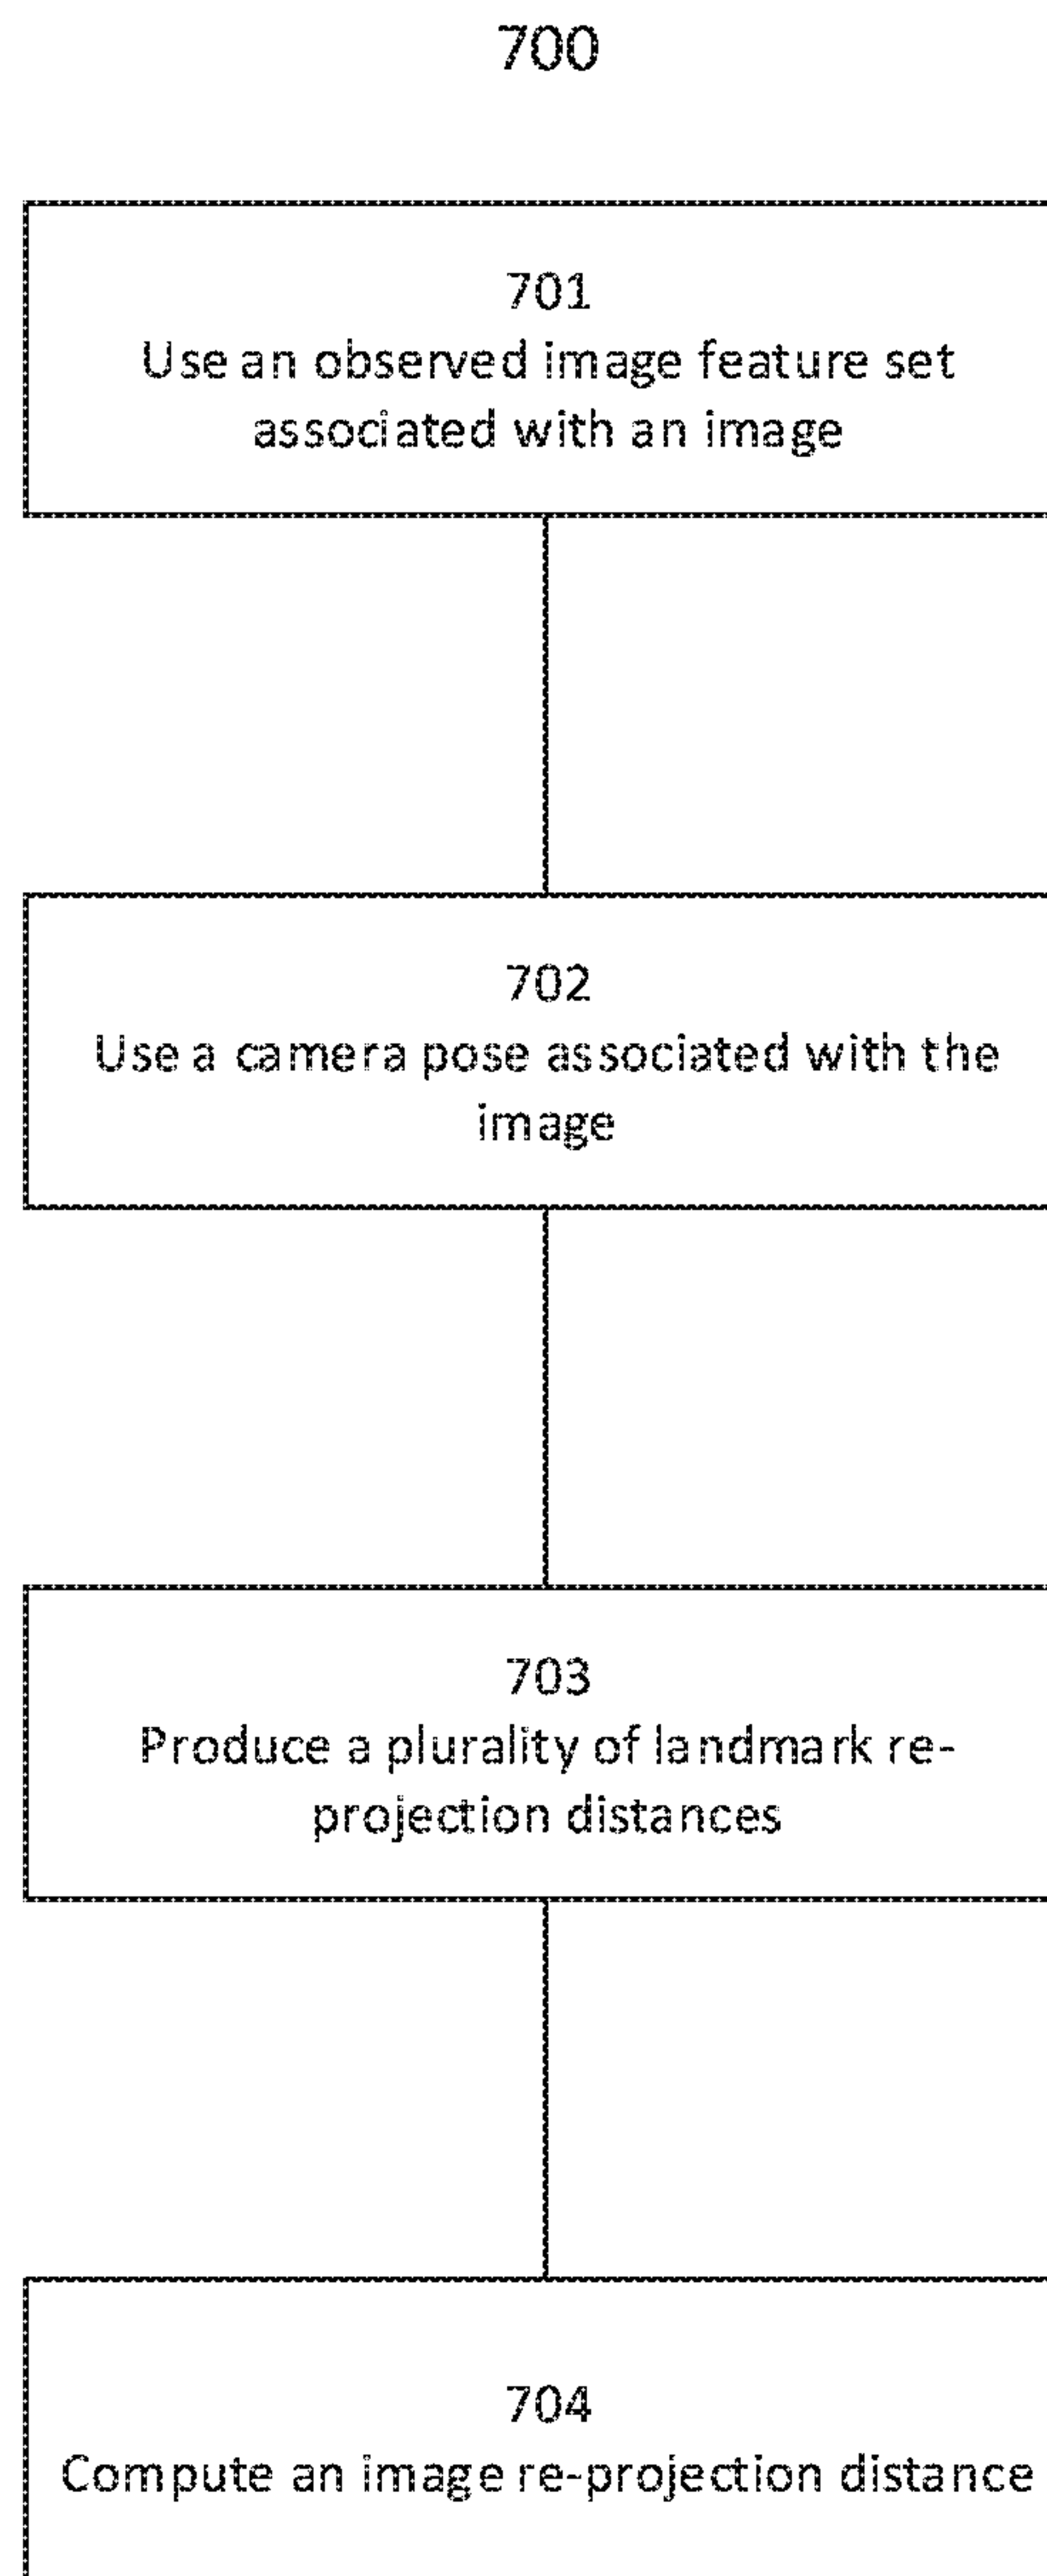 700
701
Use an observed image feature set
associated with an image
702
Use a camera pose associated with the
image
703
Produce a plurality of landmark re-
projection distances
704
Compute an image re-projection distance